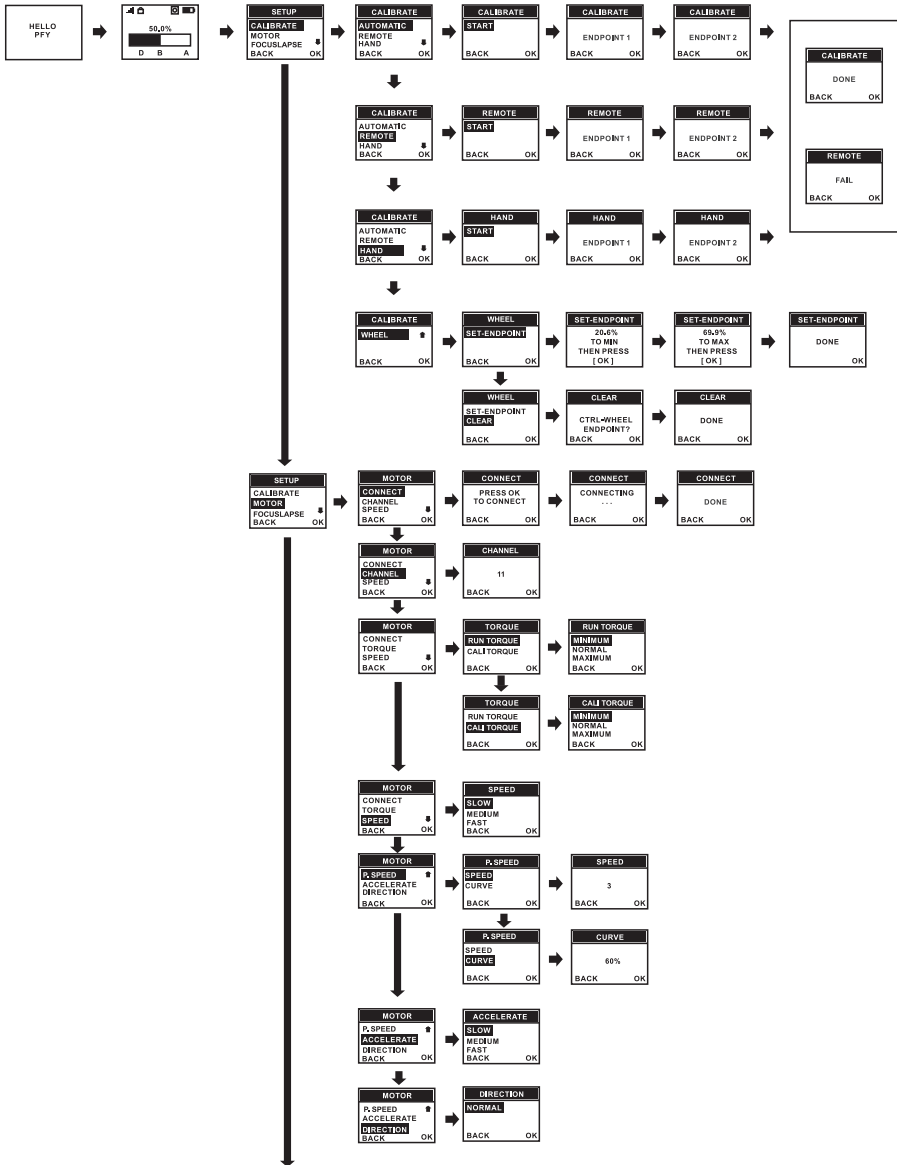 HELLO
PFY
50.0%
D B A
SETUP
CALIBRATE
MOTOR
FOCUSLAPSE
BACK OK
CALIBRATE
AUTOMATIC
REMOTE
HAND
BACK OK
CALIBRATE
START
BACK OK
CALIBRATE
ENDPOINT 1
BACK OK
CALIBRATE
ENDPOINT 2
BACK OK
CALIBRATE
DONE
BACK OK
CALIBRATE
AUTOMATIC
REMOTE
HAND
BACK OK
REMOTE
START
BACK OK
REMOTE
ENDPOINT 1
BACK OK
REMOTE
ENDPOINT 2
BACK OK
REMOTE
FAIL
BACK OK
CALIBRATE
AUTOMATIC
REMOTE
HAND
BACK OK
HAND
START
BACK OK
HAND
ENDPOINT 1
BACK OK
HAND
ENDPOINT 2
BACK OK
CALIBRATE
WHEEL
BACK OK
WHEEL
SET-ENDPOINT
BACK OK
SET-ENDPOINT
20.6%
TO MIN
THEN PRESS
[ OK ]
SET-ENDPOINT
69.9%
TO MAX
THEN PRESS
[ OK ]
SET-ENDPOINT
DONE
OK
WHEEL
SET-ENDPOINT
CLEAR
BACK OK
CLEAR
CTRL-WHEEL
ENDPOINT?
BACK OK
CLEAR
DONE
BACK OK
SETUP
CALIBRATE
MOTOR
FOCUSLAPSE
BACK OK
MOTOR
CONNECT
CHANNEL
SPEED
BACK OK
CONNECT
PRESS OK
TO CONNECT
BACK OK
CONNECT
CONNECTING
...
BACK OK
CONNECT
DONE
BACK OK
MOTOR
CONNECT
CHANNEL
SPEED
BACK OK
CHANNEL
11
BACK OK
MOTOR
CONNECT
TORQUE
SPEED
BACK OK
TORQUE
RUN TORQUE
CALI TORQUE
BACK OK
RUN TORQUE
MINIMUM
NORMAL
MAXIMUM
BACK OK
TORQUE
RUN TORQUE
CALI TORQUE
BACK OK
CALI TORQUE
MINIMUM
NORMAL
MAXIMUM
BACK OK
MOTOR
CONNECT
TORQUE
SPEED
BACK OK
SPEED
SLOW
MEDIUM
FAST
BACK OK
MOTOR
P. SPEED
ACCELERATE
DIRECTION
BACK OK
P. SPEED
SPEED
CURVE
BACK OK
SPEED
3
BACK OK
P. SPEED
SPEED
CURVE
BACK OK
CURVE
60%
BACK OK
MOTOR
P. SPEED
ACCELERATE
DIRECTION
BACK OK
ACCELERATE
SLOW
MEDIUM
FAST
BACK OK
MOTOR
P. SPEED
ACCELERATE
DIRECTION
BACK OK
DIRECTION
NORMAL
BACK OK